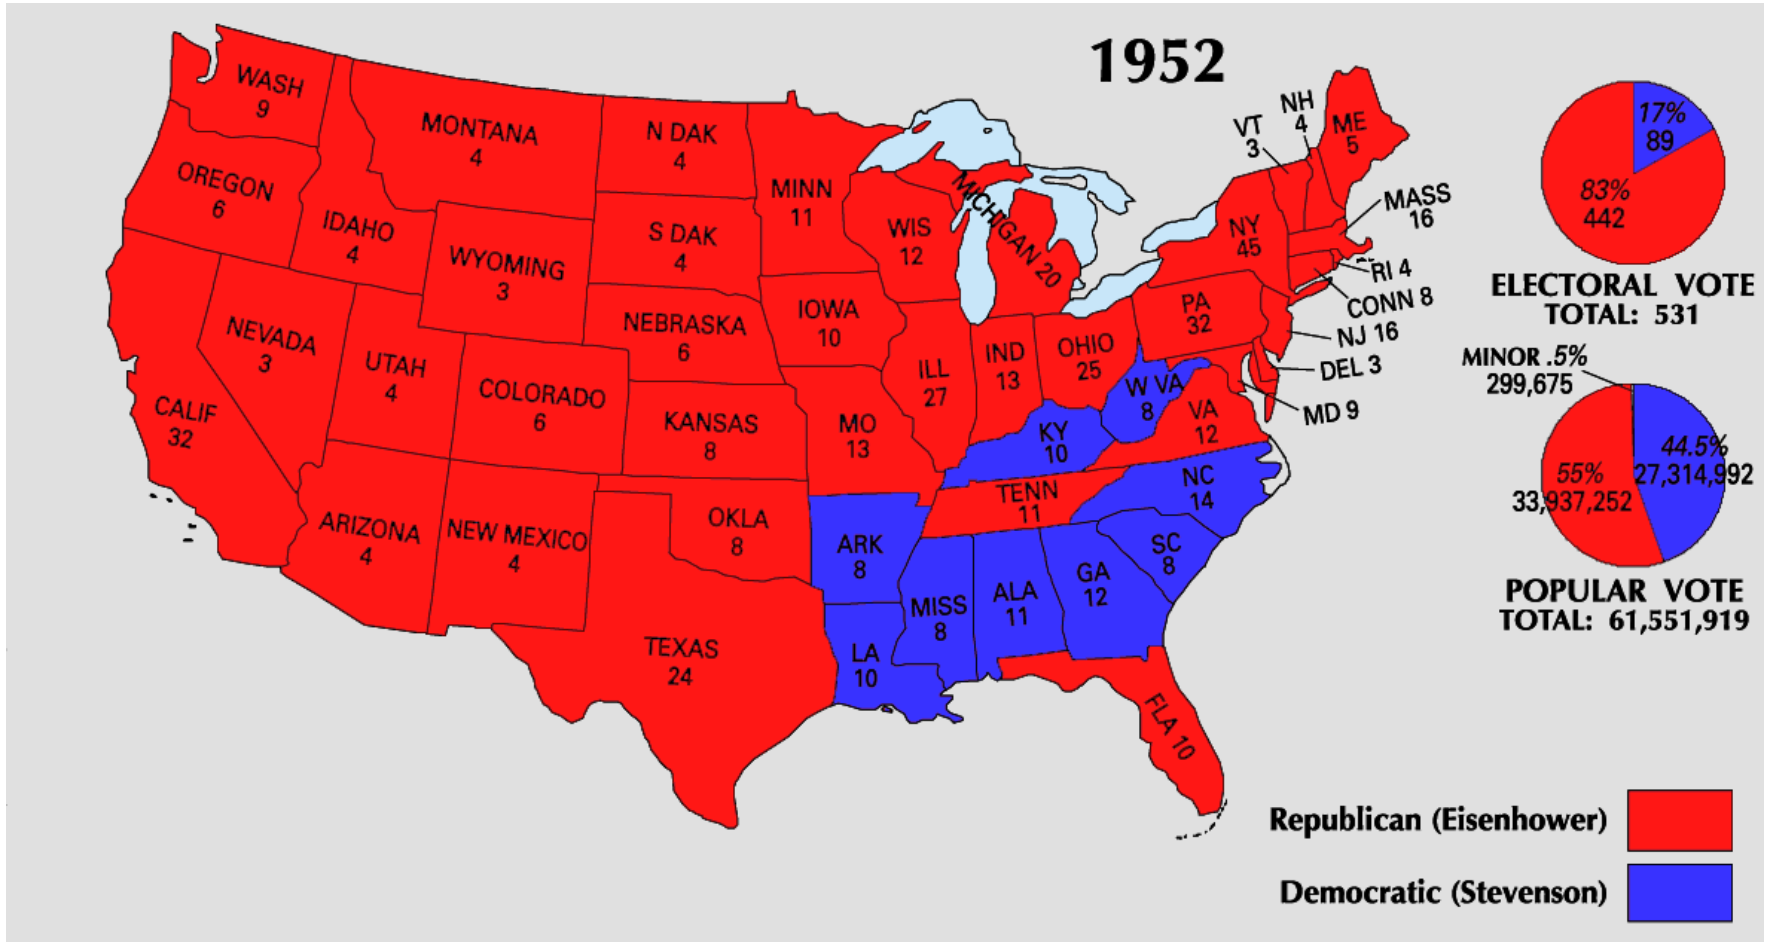 1952
WASH
9
OREGON
6
CALIF
32
NEVADA
3
IDAHO
4
MONTANA
4
WYOMING
3
UTAH
4
COLORADO
6
ARIZONA
4
NEW MEXICO
4
N DAK
4
S DAK
4
NEBRASKA
6
KANSAS
8
OKLA
8
TEXAS
24
MINN
11
IOWA
10
MO
13
ARK
8
LA
10
WIS
12
ILL
27
MICHIGAN 20
IND
13
OHIO
25
KY
10
TENN
11
MISS
8
ALA
11
GA
12
FLA 10
SC
8
NC
14
VA
12
W VA
8
PA
32
NY
45
VT
3
NH
4
ME
5
MASS
16
RI 4
CONN 8
NJ 16
DEL 3
MD 9
17%
89
83%
442
ELECTORAL VOTE
TOTAL: 531
MINOR .5%
299,675
44.5%
27,314,992
55%
33,937,252
POPULAR VOTE
TOTAL: 61,551,919
Republican (Eisenhower)
Democratic (Stevenson)